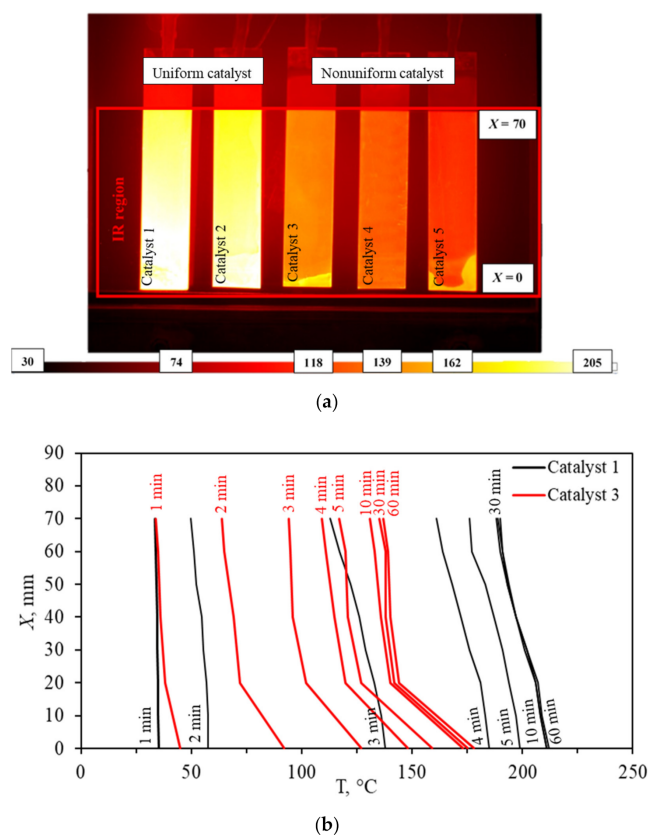 Uniform catalyst
Nonuniform catalyst
X = 70
IR region
Catalyst 1
Catalyst 2
Catalyst 3
Catalyst 4
Catalyst 5
X = 0
30
74
118
139
162
205
(a)
90
80
70
60
50
40
30
20
10
0
X, mm
1 min
2 min
3 min
4 min
5 min
10 min
30 min
60 min
30 min
Catalyst 1
Catalyst 3
1 min
2 min
3 min
4 min
5 min
10 min
60 min
0
50
100
150
200
250
T, °C
(b)